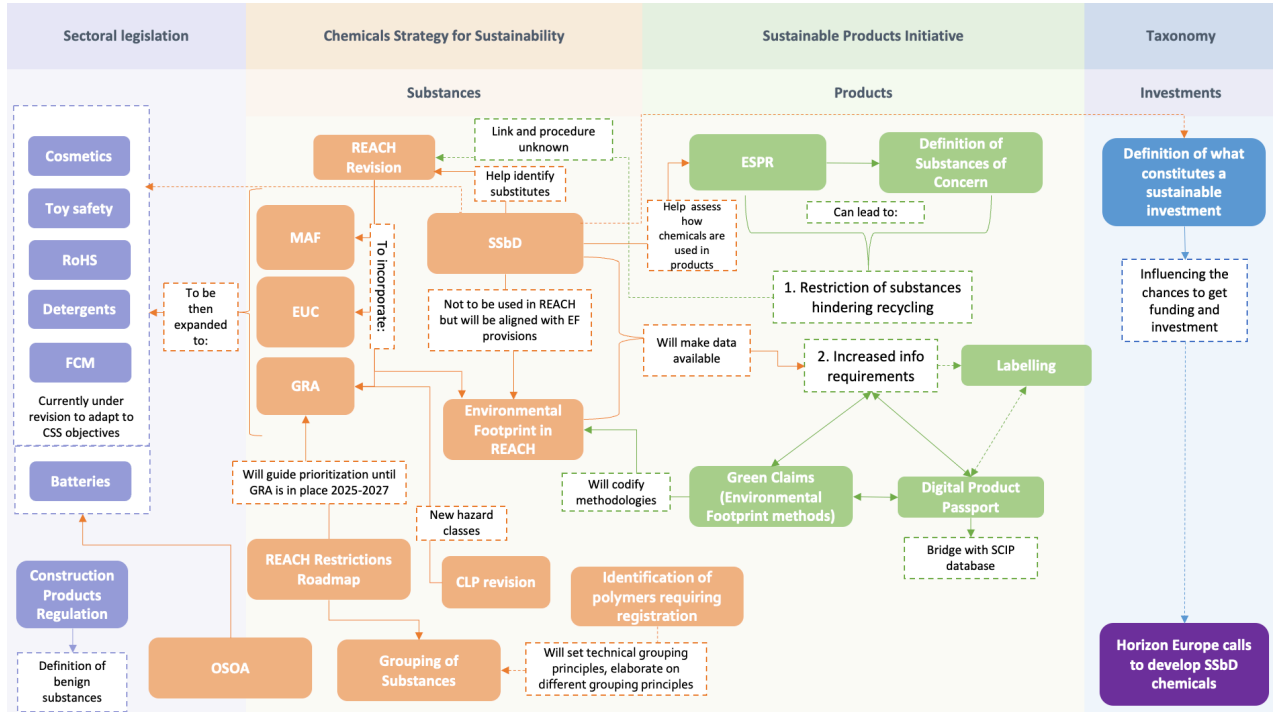 Sectoral legislation
Chemicals Strategy for Sustainability
Sustainable Products Initiative
Taxonomy
Substances
Products
Investments
Cosmetics
Toy safety
RoHS
Detergents
FCM
Currently under
revision to adapt to
CSS objectives
Batteries
Construction
Products
Regulation
Definition of
benign
substances
To be
then
expanded
to:
REACH
Revision
Link and procedure
unknown
Help identify
substitutes
MAF
EUC
GRA
To incorporate:
SSbD
Not to be used in REACH
but will be aligned with EF
provisions
Environmental
Footprint in
REACH
Will guide prioritization until
GRA is in place 2025-2027
New hazard
classes
REACH Restrictions
Roadmap
CLP revision
Identification of
polymers requiring
registration
OSOA
Grouping of
Substances
Will set technical grouping
principles, elaborate on
different grouping principles
Help assess
how
chemicals are
used in
products
ESPR
Definition of
Substances of
Concern
Can lead to:
1. Restriction of substances
hindering recycling
Will make data
available
2. Increased info
requirements
Labelling
Will codify
methodologies
Green Claims
(Environmental
Footprint methods)
Digital Product
Passport
Bridge with SCIP
database
Definition of what
constitutes a
sustainable
investment
Influencing the
chances to get
funding and
investment
Horizon Europe calls
to develop SSbD
chemicals